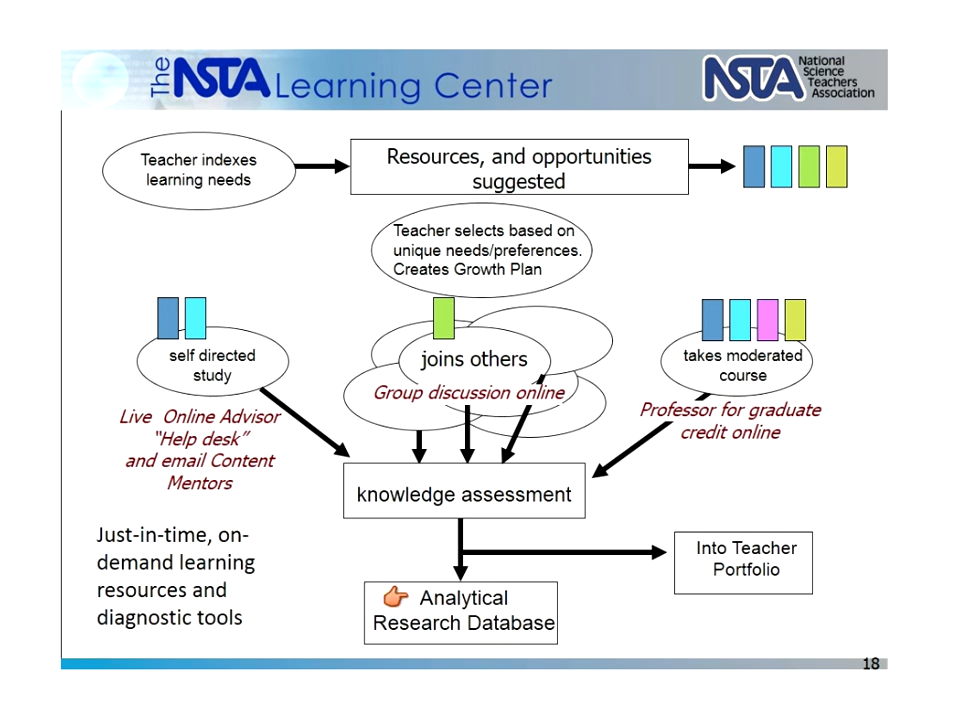 The NSTA Learning Center
NSTA National
Science
Teachers
Association
Teacher indexes
learning needs
Resources, and opportunities
suggested
Teacher selects based on
unique needs/preferences.
Creates Growth Plan
self directed
study
joins others
takes moderated
course
Group discussion online
Live  Online Advisor
“Help desk”
and email Content
Mentors
Professor for graduate
credit online
knowledge assessment
Just-in-time, on-
demand learning
resources and
diagnostic tools
Into Teacher
Portfolio
Analytical
Research Database
18